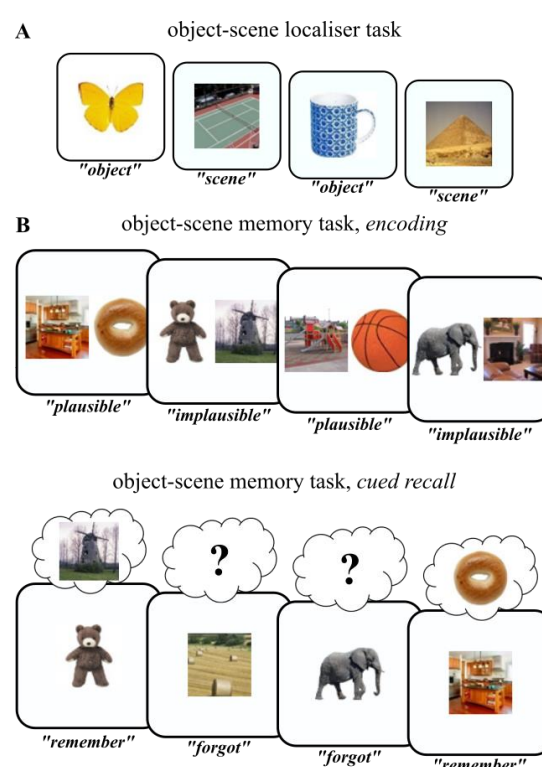 A
object-scene localiser task
"object"
"scene"
"object"
"scene"
B
object-scene memory task, encoding
"plausible"
"implausible"
"plausible"
"implausible"
object-scene memory task, cued recall
?
?
"remember"
"forgot"
"forgot"
"remember"